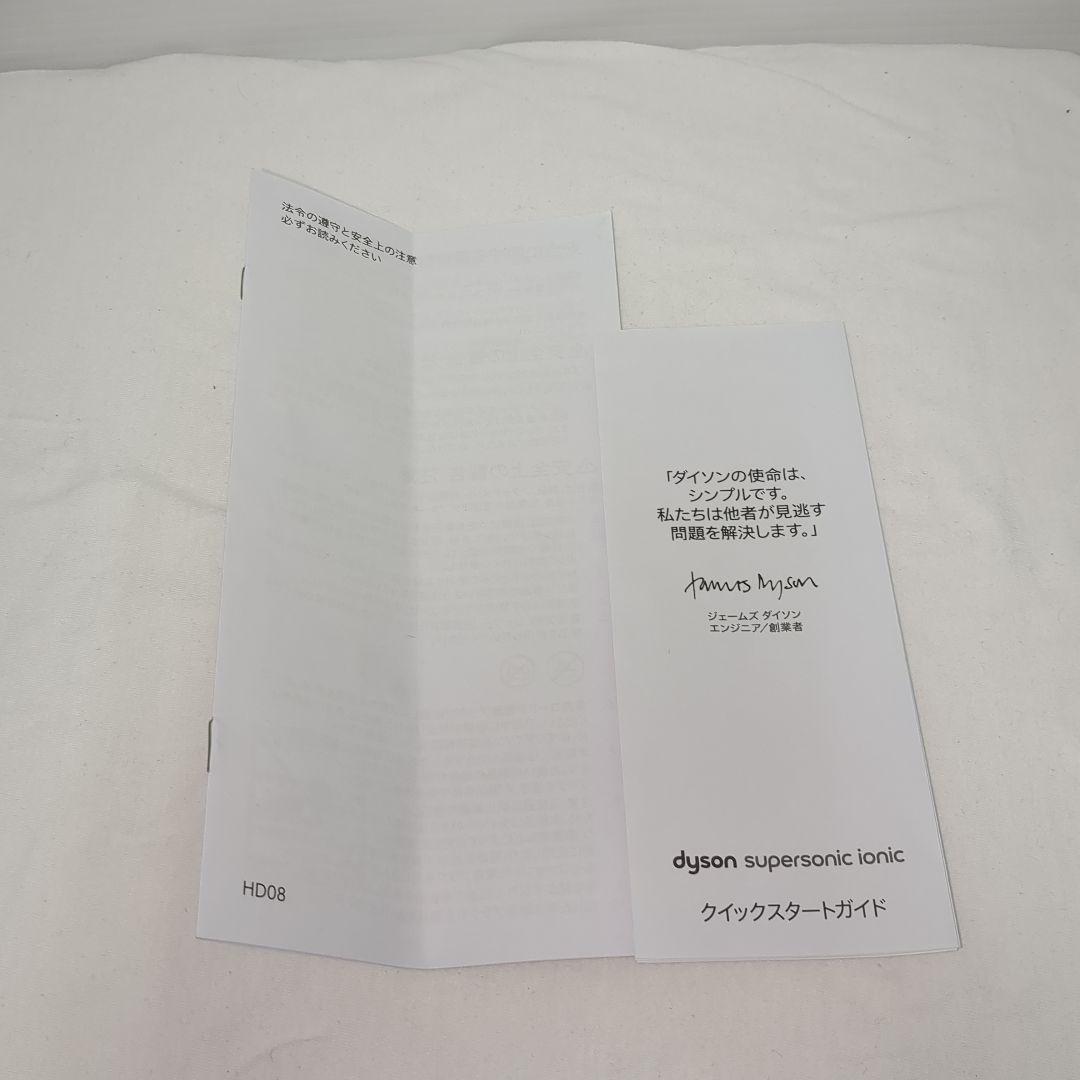 法令の遵守と安全上の注意
必ずお読みください
HD08
「ダイソンの使命は、
シンプルです。
私たちは他者が見逃す
問題を解決します。」
James Dyson
ジェームズ ダイソン
エンジニア/創業者
dyson supersonic ionic
クイックスタートガイド